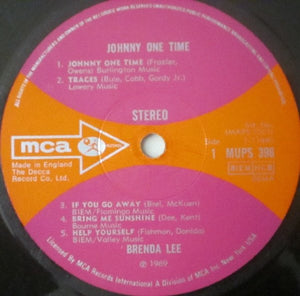 JOHNNY ONE TIME
1. JOHNNY ONE TIME (Frazier,
Owens) Burlington Music
2. TRACES (Buie, Cobb, Gordy Jr.)
Lowery Music
STEREO
mca
Made in England
The Decca
Record Co. Ltd.
Side
1
MUPS 396
3. IF YOU GO AWAY (Brel, McKuen)
BIEM/Flamingo Music
4. BRING ME SUNSHINE (Dee, Kent)
Bourne Music
5. HELP YOURSELF (Fishmon, Donida)
BIEM/Valley Music
BRENDA LEE
℗ 1969
Licensed by MCA Records International A Division of MCA Inc. New York USA